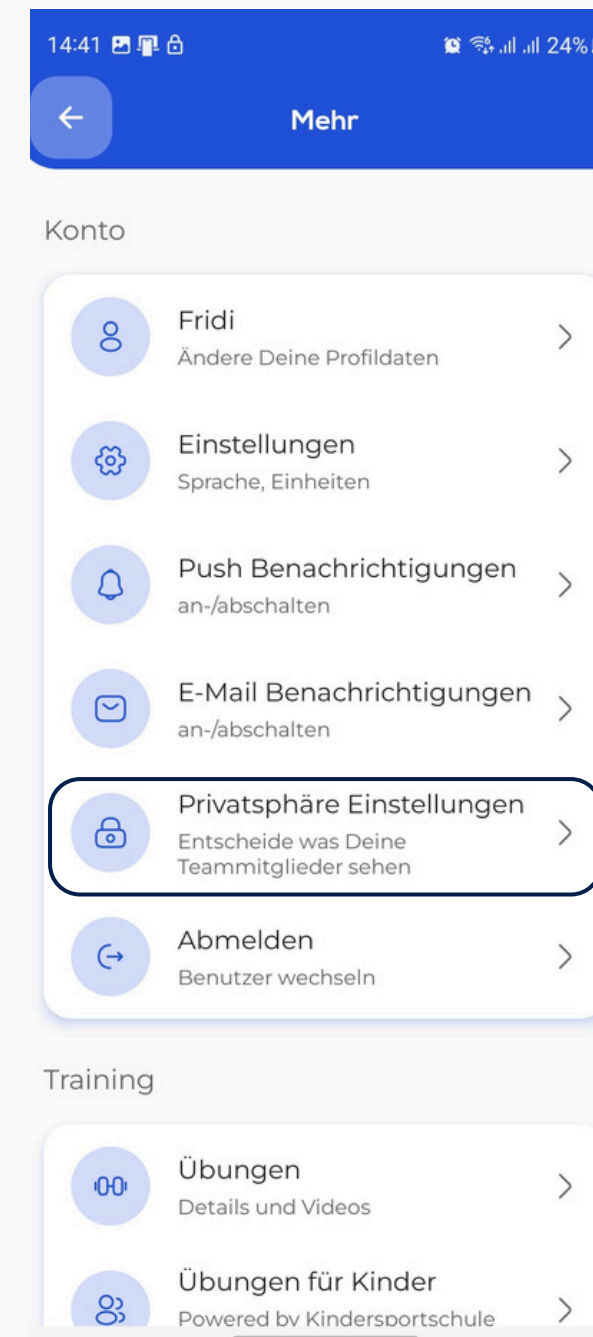 14:41 24%
Mehr
Konto
Fridi
Ändere Deine Profildaten
Einstellungen
Sprache, Einheiten
Push Benachrichtigungen
an-/abschalten
E-Mail Benachrichtigungen
an-/abschalten
Privatsphäre Einstellungen
Entscheide was Deine
Teammitglieder sehen
Abmelden
Benutzer wechseln
Training
Übungen
Details und Videos
Übungen für Kinder
Powered by Kindersportschule